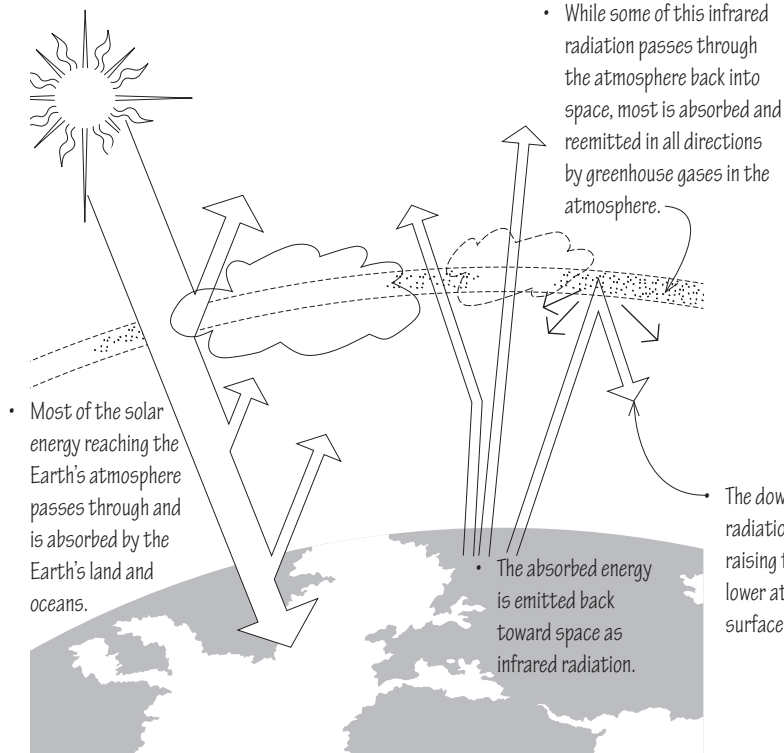 • While some of this infrared
radiation passes through
the atmosphere back into
space, most is absorbed and
reemitted in all directions
by greenhouse gases in the
atmosphere.
• Most of the solar
energy reaching the
Earth's atmosphere
passes through and
is absorbed by the
Earth's land and
oceans.
• The absorbed energy
is emitted back
toward space as
infrared radiation.
• The
raising
lower
surface